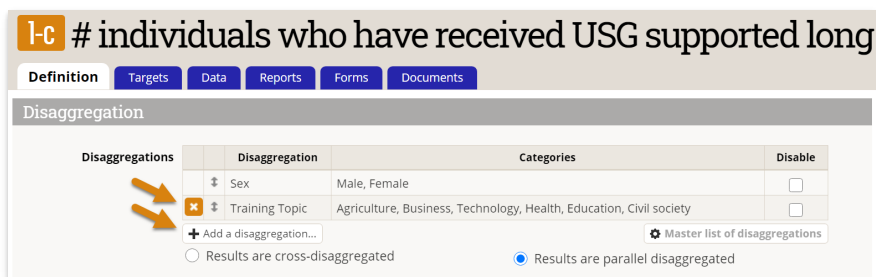 I-C # individuals who have received USG supported long
Definition Targets Data Reports Forms Documents
Disaggregation
Disaggregations Disaggregation Categories Disable
Sex Male, Female
Training Topic Agriculture, Business, Technology, Health, Education, Civil society
Add a disaggregation... Master list of disaggregations
Results are cross-disaggregated Results are parallel disaggregated